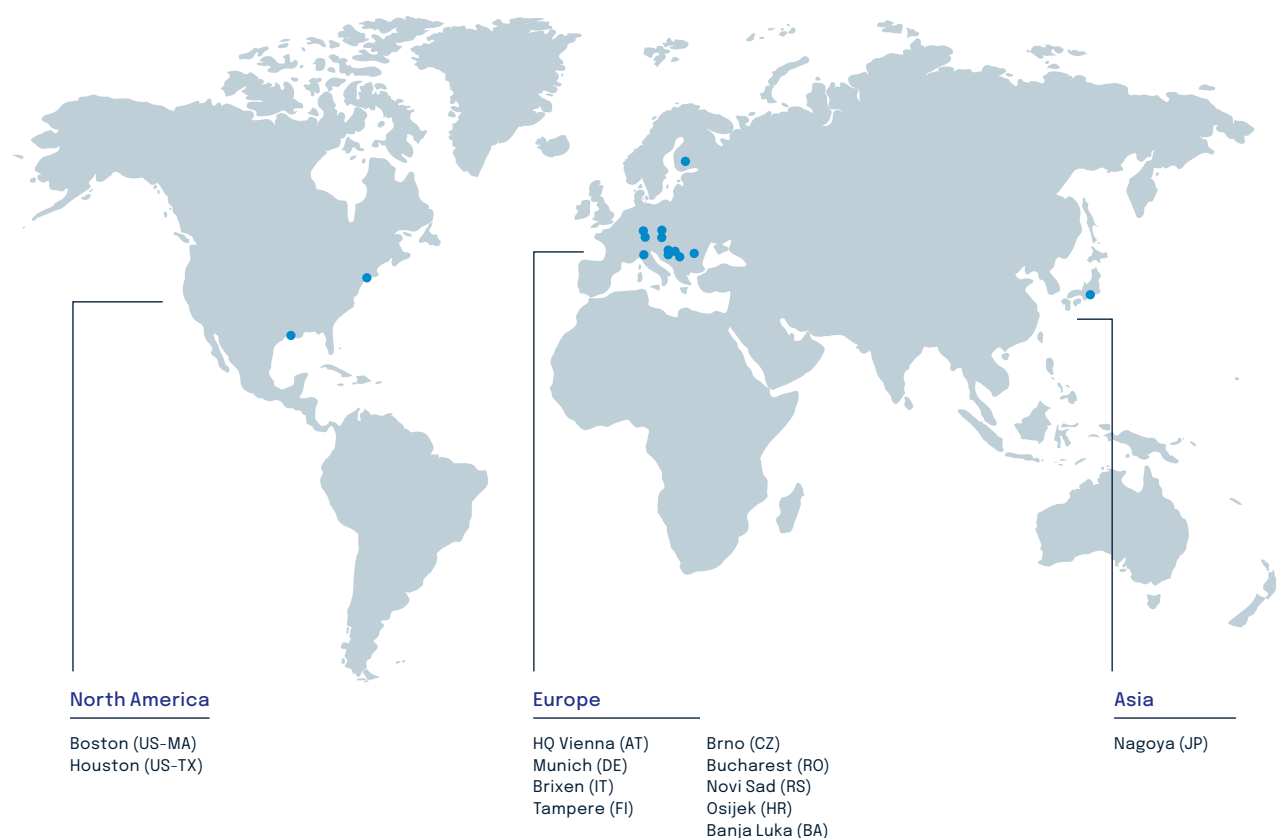 North America
Boston (US-MA)
Houston (US-TX)
Europe
HQ Vienna (AT)
Munich (DE)
Brixen (IT)
Tampere (FI)
Brno (CZ)
Bucharest (RO)
Novi Sad (RS)
Osijek (HR)
Banja Luka (BA)
Asia
Nagoya (JP)